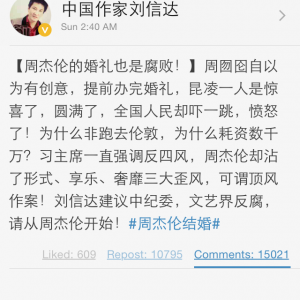 中国作家刘信达
Sun 2:40 AM
【周杰伦的婚礼也是腐败！】周囫囵自以
为有创意，提前办完婚礼，昆凌一人是惊
喜了，圆满了，全国人民却吓一跳，愤怒
了！为什么非跑去伦敦，为什么耗资数千
万？习主席一直强调反四风，周杰伦却沾
了形式、享乐、奢靡三大歪风，可谓顶风
作案！刘信达建议中纪委，文艺界反腐，
请从周杰伦开始！#周杰伦结婚#
Liked: 609 Repost: 10795 Comments: 15021